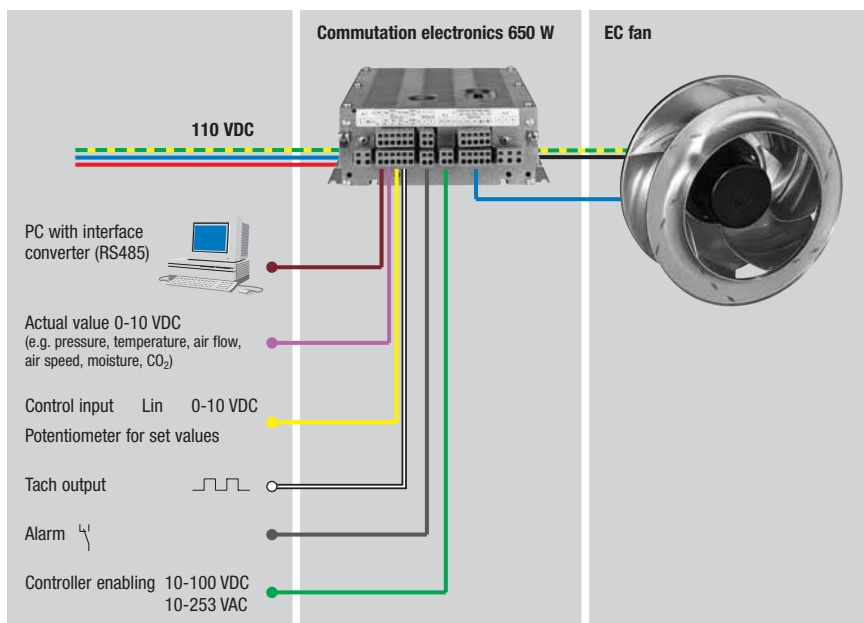 Commutation electronics 650 W
EC fan
110 VDC
PC with interface
converter (RS485)
Actual value 0-10 VDC
(e.g. pressure, temperature, air flow,
air speed, moisture, CO₂)
Control input Lin 0-10 VDC
Potentiometer for set values
Tach output
Alarm
Controller enabling 10-100 VDC
10-253 VAC